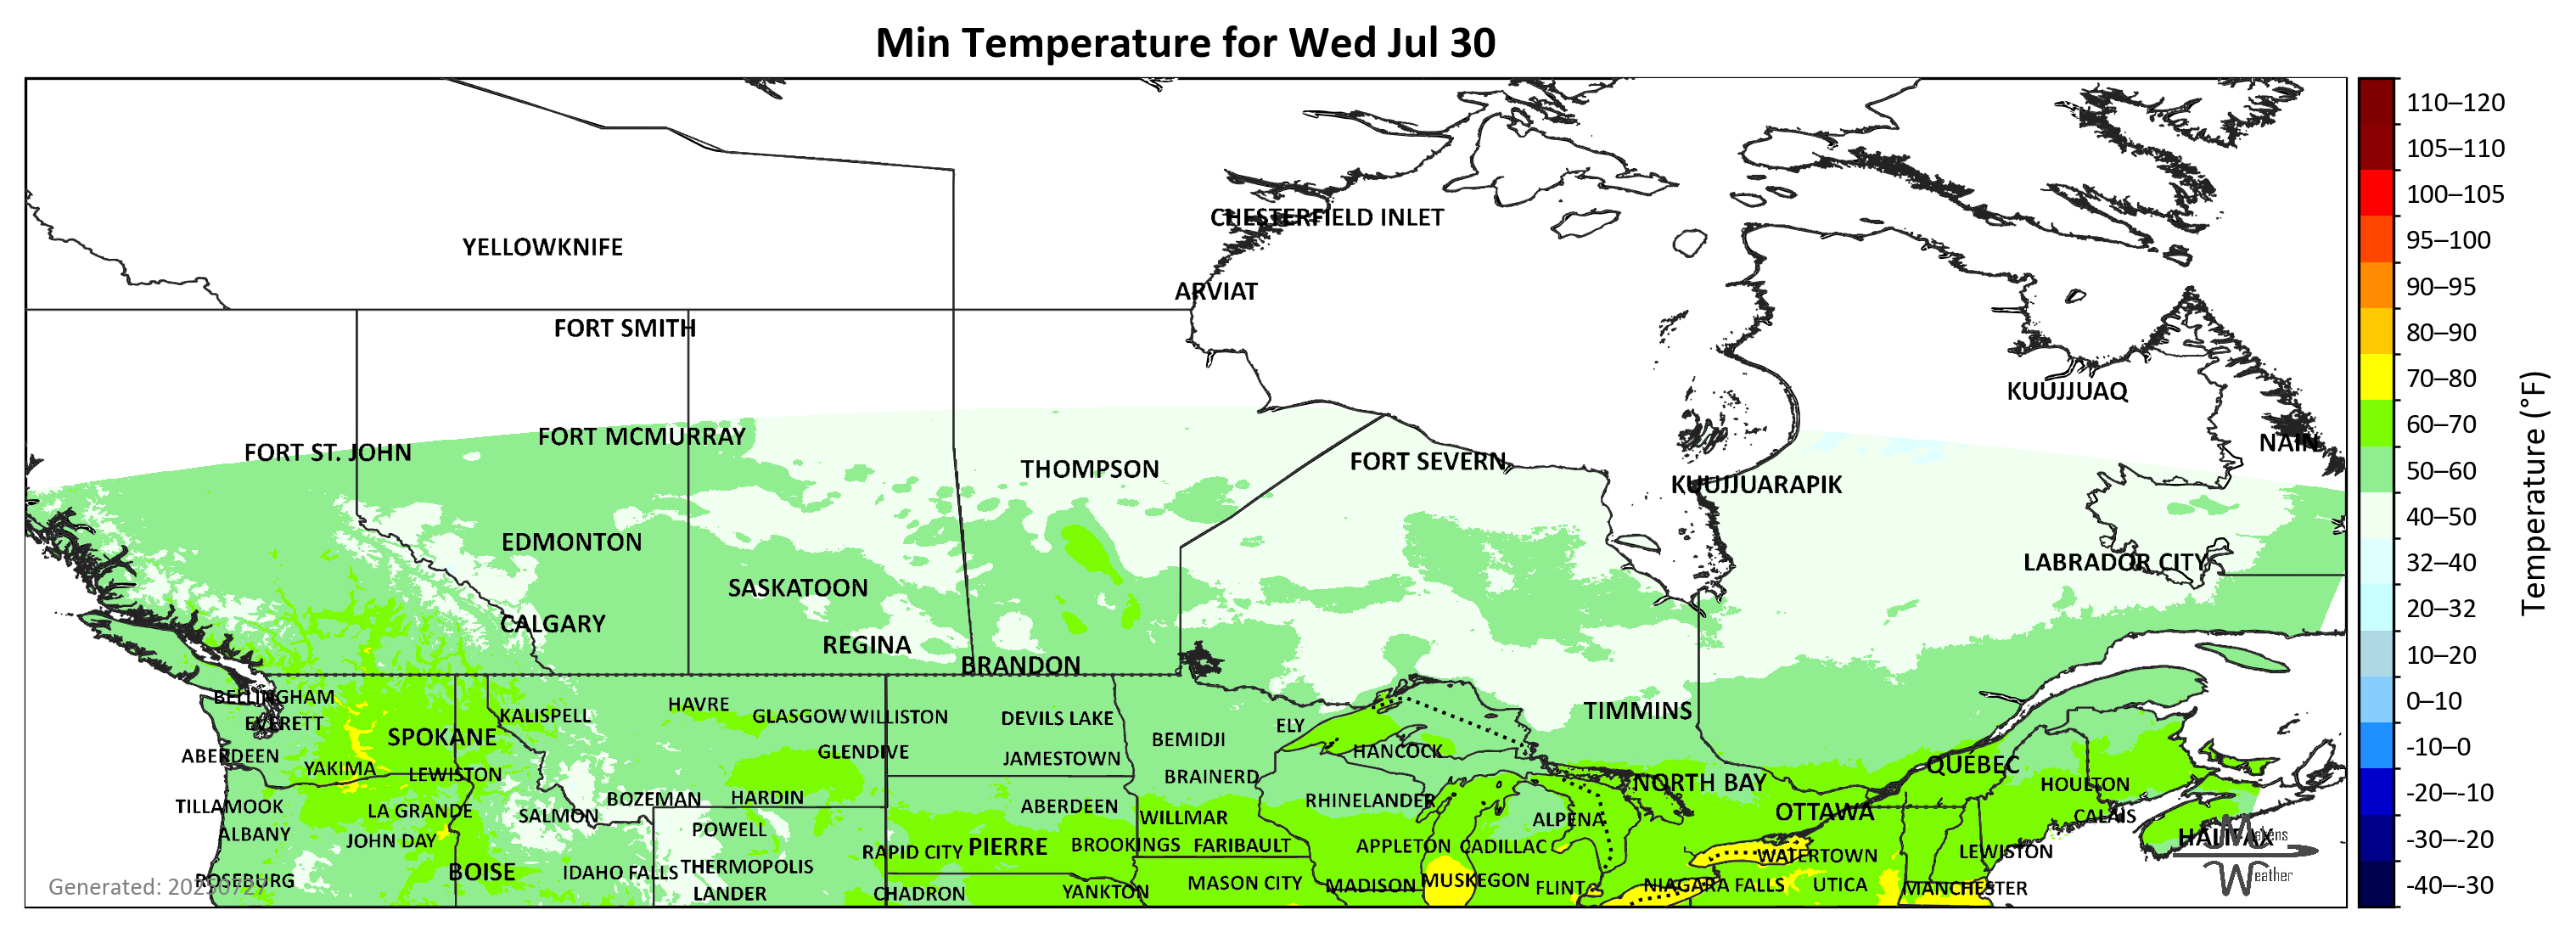 Min Temperature for Wed Jul 30
110–120
105–110
100–105
95–100
90–95
80–90
70–80
60–70
50–60
40–50
32–40
20–32
10–20
0–10
-10–0
-20–-10
-30–-20
-40–-30
Temperature (°F)
CHESTERFIELD INLET
YELLOWKNIFE
ARVIAT
FORT SMITH
KUUJJUAQ
FORT MCMURRAY
NAIN
FORT ST. JOHN
FORT SEVERN
THOMPSON
KUUJJUARAPIK
EDMONTON
LABRADOR CITY
SASKATOON
CALGARY
REGINA
BRANDON
BELLINGHAM
HAVRE
TIMMINS
KALISPELL
GLASGOW
WILLISTON
DEVILS LAKE
EVERETT
ELY
SPOKANE
BEMIDJI
ABERDEEN
GLENDIVE
HANCOCK
JAMESTOWN
QUÉBEC
YAKIMA
LEWISTON
BRAINERD
NORTH BAY
HOULTON
BOZEMAN
HARDIN
RHINELANDER
TILLAMOOK
LA GRANDE
ABERDEEN
OTTAWA
SALMON
WILLMAR
ALPENA
CALAIS
ALBANY
POWELL
HALIFAX
Makens
JOHN DAY
RAPID CITY
PIERRE
BROOKINGS
FARIBAULT
APPLETON
CADILLAC
LEWISTON
WATERTOWN
BOISE
IDAHO FALLS
THERMOPOLIS
Weather
ROSEBURG
MUSKEGON
MASON CITY
MADISON
NIAGARA FALLS
UTICA
MANCHESTER
Generated: 20250727
FLINT
LANDER
CHADRON
YANKTON